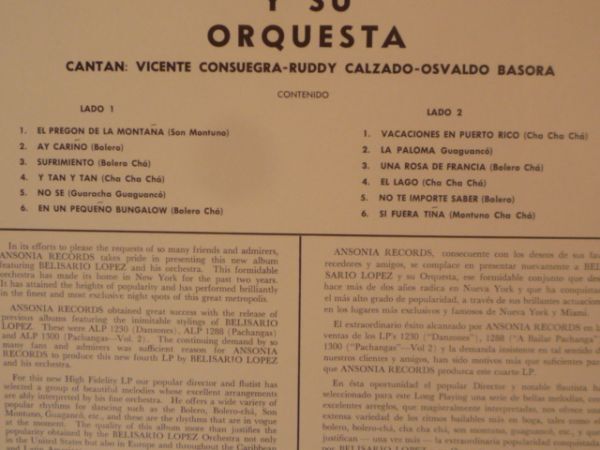 Y SU
ORQUESTA
CANTAN: VICENTE CONSUEGRA-RUDDY CALZADO-OSVALDO BASORA
CONTENIDO
LADO 1
1. EL PREGON DE LA MONTAÑA (Son Montuno)
2. AY CARIÑO (Bolero)
3. SUFRIMIENTO (Bolero Chá)
4. Y TAN Y TAN (Cha Cha Chá)
5. NO SE (Guaracha Guaguancó)
6. EN UN PEQUEÑO BUNGALOW (Bolero Chá)
LADO 2
1. VACACIONES EN PUERTO RICO (Cha Cha Chá)
2. LA PALOMA Guaguancó)
3. UNA ROSA DE FRANCIA (Bolero Chá)
4. EL LAGO (Cha Cha Chá)
5. NO TE IMPORTE SABER (Bolero)
6. SI FUERA TIÑA (Montuno Cha Chá)
In its efforts to please the requests of so many friends and admirers,
ANSONIA RECORDS takes pride in presenting this new album
featuring BELISARIO LOPEZ and his orchestra. This formidable
orchestra has made its home in New York for the past two years.
It has attained the heights of popularity and has performed brilliantly
in the finest and most exclusive night spots of this great metropolis.
ANSONIA RECORDS obtained great success with the release of
previous albums featuring the inimitable stylings of BELISARIO
LOPEZ. These were ALP 1230 (Danzones), ALP 1288 (Pachangas)
and ALP 1300 (Pachangas—Vol 2). The continuing demand by so
many fans and admirers was sufficient reason for ANSONIA
RECORDS to produce this new fourth LP by BELISARIO LOPEZ
and his orchestra.
For this new High Fidelity LP our popular director and flutist has
selected a group of beautiful melodies whose excellent arrangements
are ably interpreted by his fine orchestra. He offers a wide variety of
popular rhythms for dancing such as the Bolero, Bolero-chá, Son
Montuno, Guaguancó, etc., and these are the rhythms that are in vogue
at the moment. The quality of this album more than justifies the
popularity obtained by the BELISARIO LOPEZ Orchestra not only
in the United States but also in Europe and throughout the Caribbean
and Latin America
ANSONIA RECORDS, consecuente con los deseos de sus fav
recedores y amigos, se complace en presentar nuevamente a BELI
SARIO LOPEZ y su Orquesta, ese formidable conjunto que des
hace más de dos años radica en Nueva York y que ha conquistad
el más alto grado de popularidad, a través de sus brillantes actuacion
en los lugares más exclusivos y famosos de Nueva York y Miami.
El extraordinario éxito alcanzado por ANSONIA RECORDS en la
ventas de los LP's 1230 ("Danzones"), 1288 ("A Bailar Pachanga"
1300 ("Pachangas"—Vol 2) y la demanda insistente en tal sentido d
nuestros clientes y amigos, han sido motivos más que suficientes par
que ANSONIA RECORDS produzca este cuarto LP.
En ésta oportunidad el popular Director y notable flautista ha
seleccionado para este Long Playing una serie de bellas melodías, en
excelentes arreglos, que magistralmente interpretadas, nos ofrece una
extensa variedad de los ritmos bailables más en boga, tales como el
bolero, bolero-chá, cha cha chá, son montuno, guaguancó, etc., y que
justifican — una vez más — la extraordinaria popularidad conquistada
por BELISARIO LOPEZ